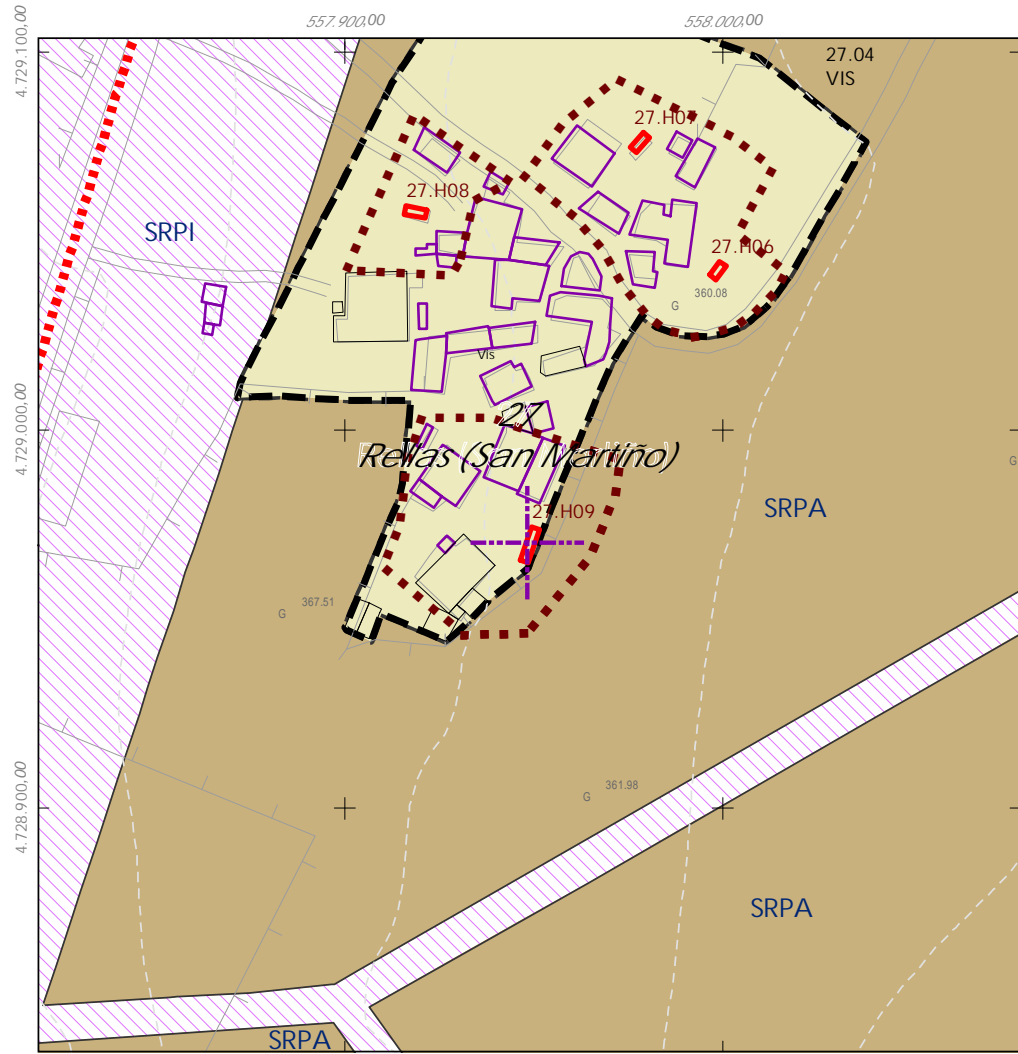 557.900,00
558.000,00
4.729.100,00
27.04
VIS
27.H07
27.H08
SRPI
27.H06
360.08
G
Vis
4.729.000,00
27
Rellas (San Martiño)
G
SRPA
27.H09
367.51
G
361.98
G
4.728.900,00
SRPA
SRPA